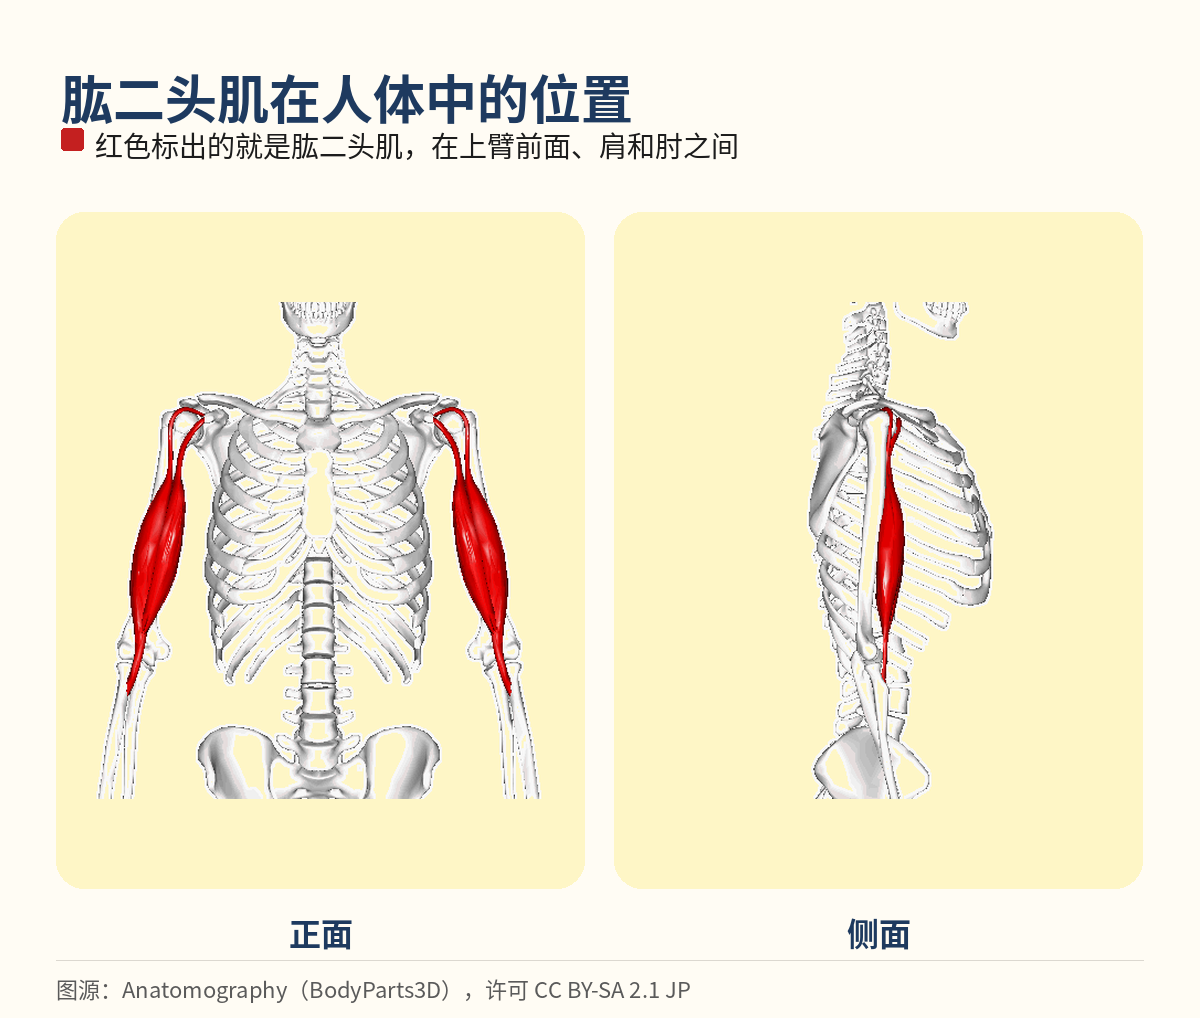 肱二头肌在人体中的位置
红色标出的就是肱二头肌，在上臂前面、肩和肘之间
正面
侧面
图源：Anatomography（BodyParts3D），许可 CC BY-SA 2.1 JP